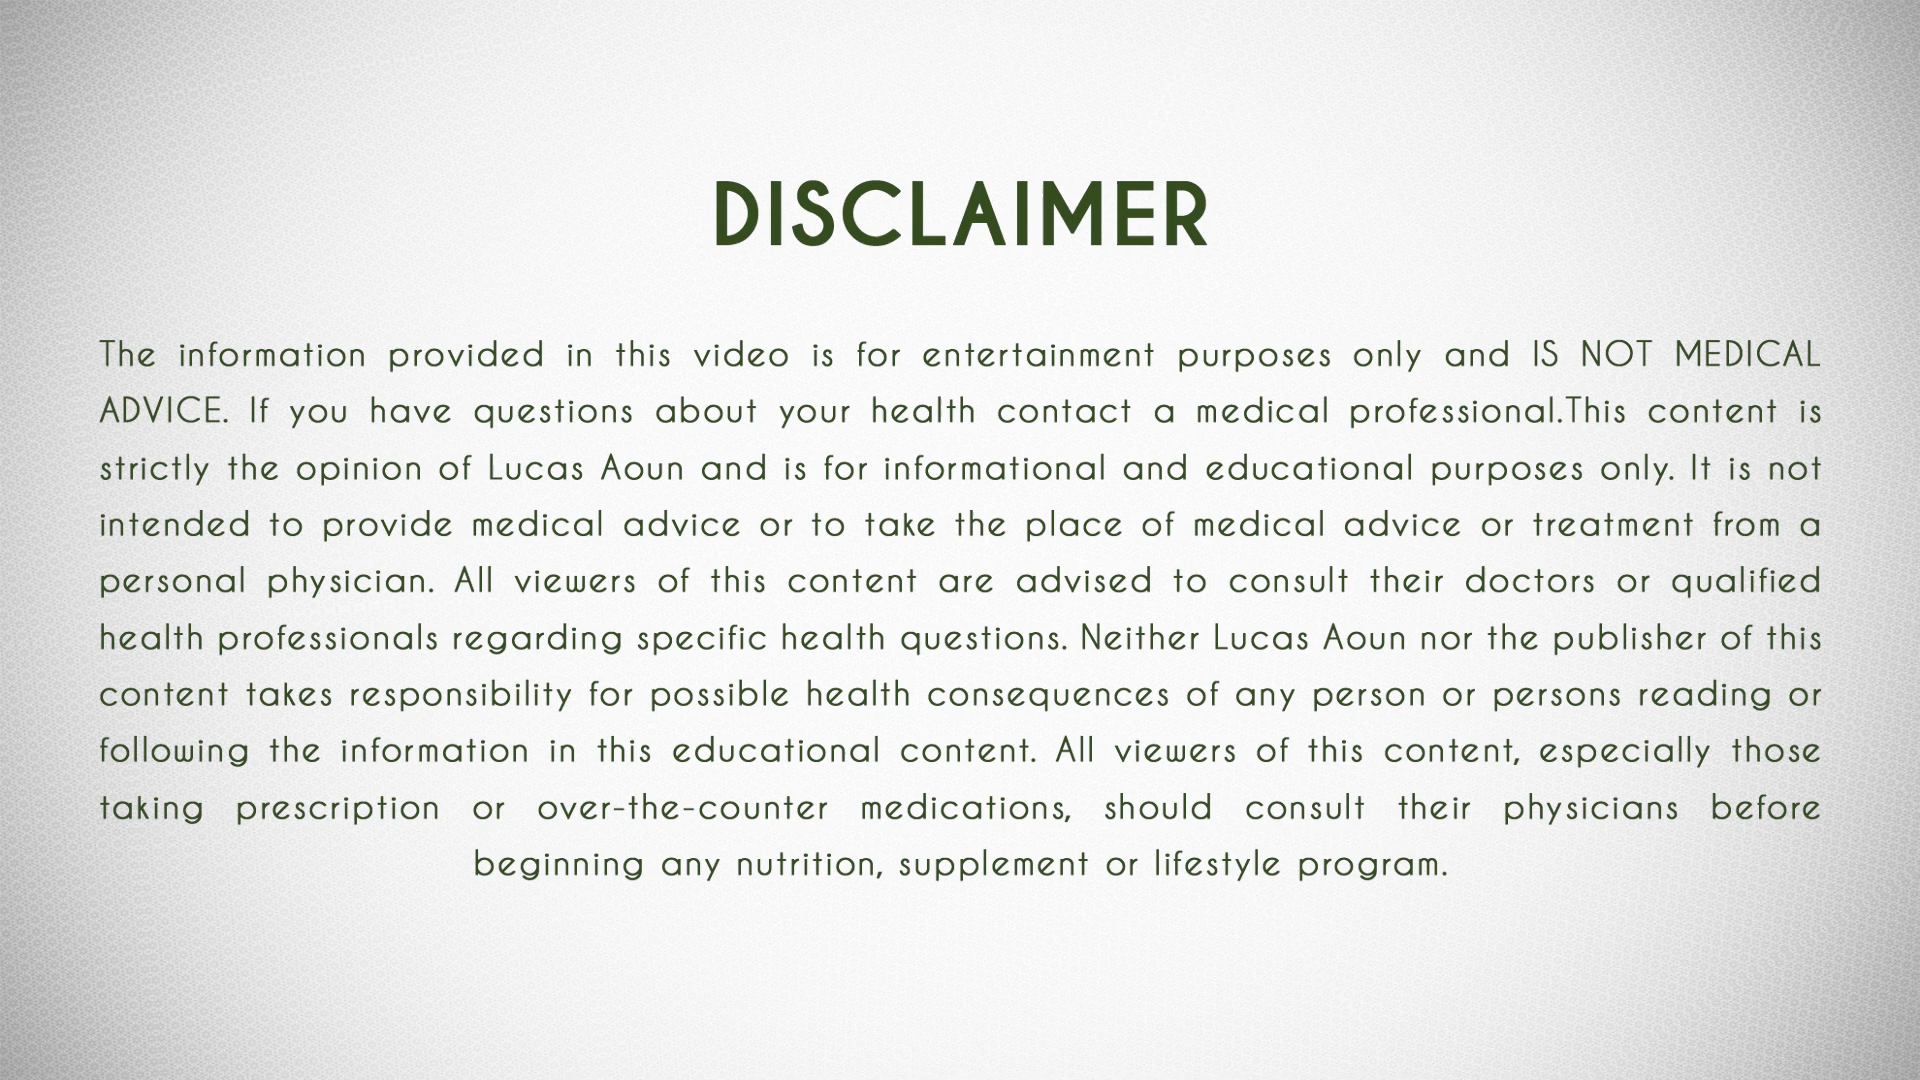 DISCLAIMER
The information provided in this video is for entertainment purposes only and IS NOT MEDICAL
ADVICE. If you have questions about your health contact a medical professional.This content is
strictly the opinion of Lucas Aoun and is for informational and educational purposes only. It is not
intended to provide medical advice or to take the place of medical advice or treatment from a
personal physician. All viewers of this content are advised to consult their doctors or qualified
health professionals regarding specific health questions. Neither Lucas Aoun nor the publisher of this
content takes responsibility for possible health consequences of any person or persons reading or
following the information in this educational content. All viewers of this content, especially those
taking prescription or over-the-counter medications, should consult their physicians before
beginning any nutrition, supplement or lifestyle program.